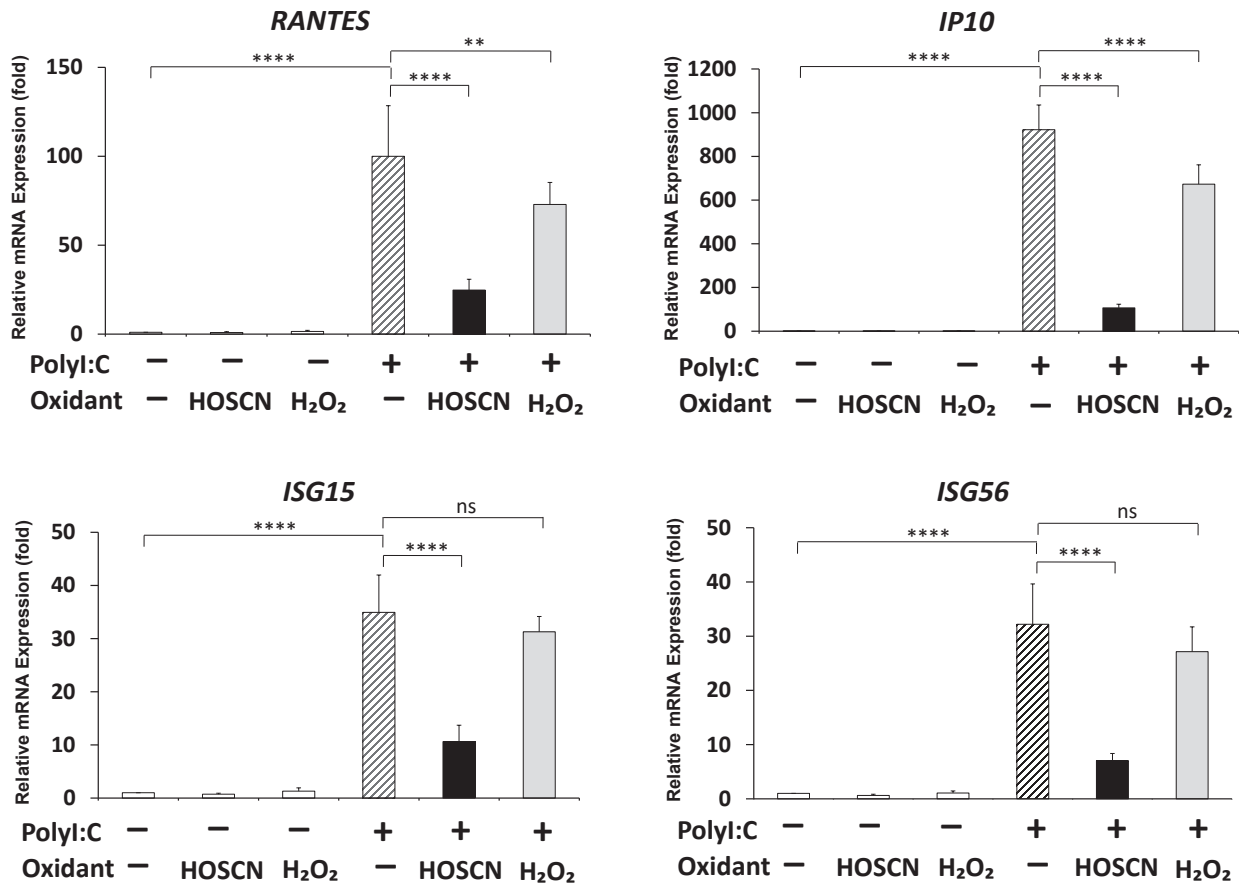 RANTES
** 
**** 
****
Relative mRNA Expression (fold)
150
100
50
0
PolyI:C − − − + + +
Oxidant − HOSCN H₂O₂ − HOSCN H₂O₂
IP10
****
****
****
Relative mRNA Expression (fold)
1200
1000
800
600
400
200
0
PolyI:C − − − + + +
Oxidant − HOSCN H₂O₂ − HOSCN H₂O₂
ISG15
ns
****
****
Relative mRNA Expression (fold)
50
40
30
20
10
0
PolyI:C − − − + + +
Oxidant − HOSCN H₂O₂ − HOSCN H₂O₂
ISG56
ns
****
****
Relative mRNA Expression (fold)
50
40
30
20
10
0
PolyI:C − − − + + +
Oxidant − HOSCN H₂O₂ − HOSCN H₂O₂